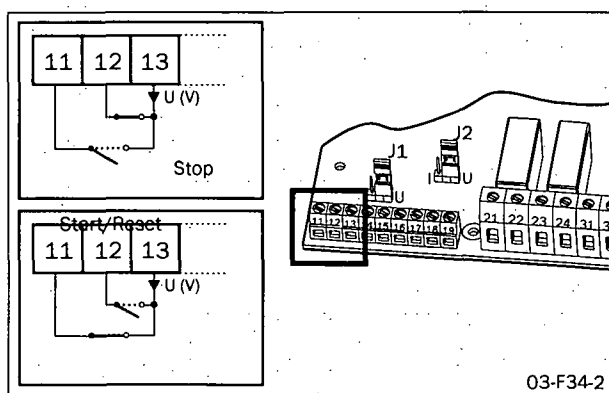 11 12 13
U (V)
Stop
Start/Reset
11 12 13
U (V)
J1
J2
U
I U
11 12 13 14 15 16 17 18 19
21 22 23 24 31
03-F34-2